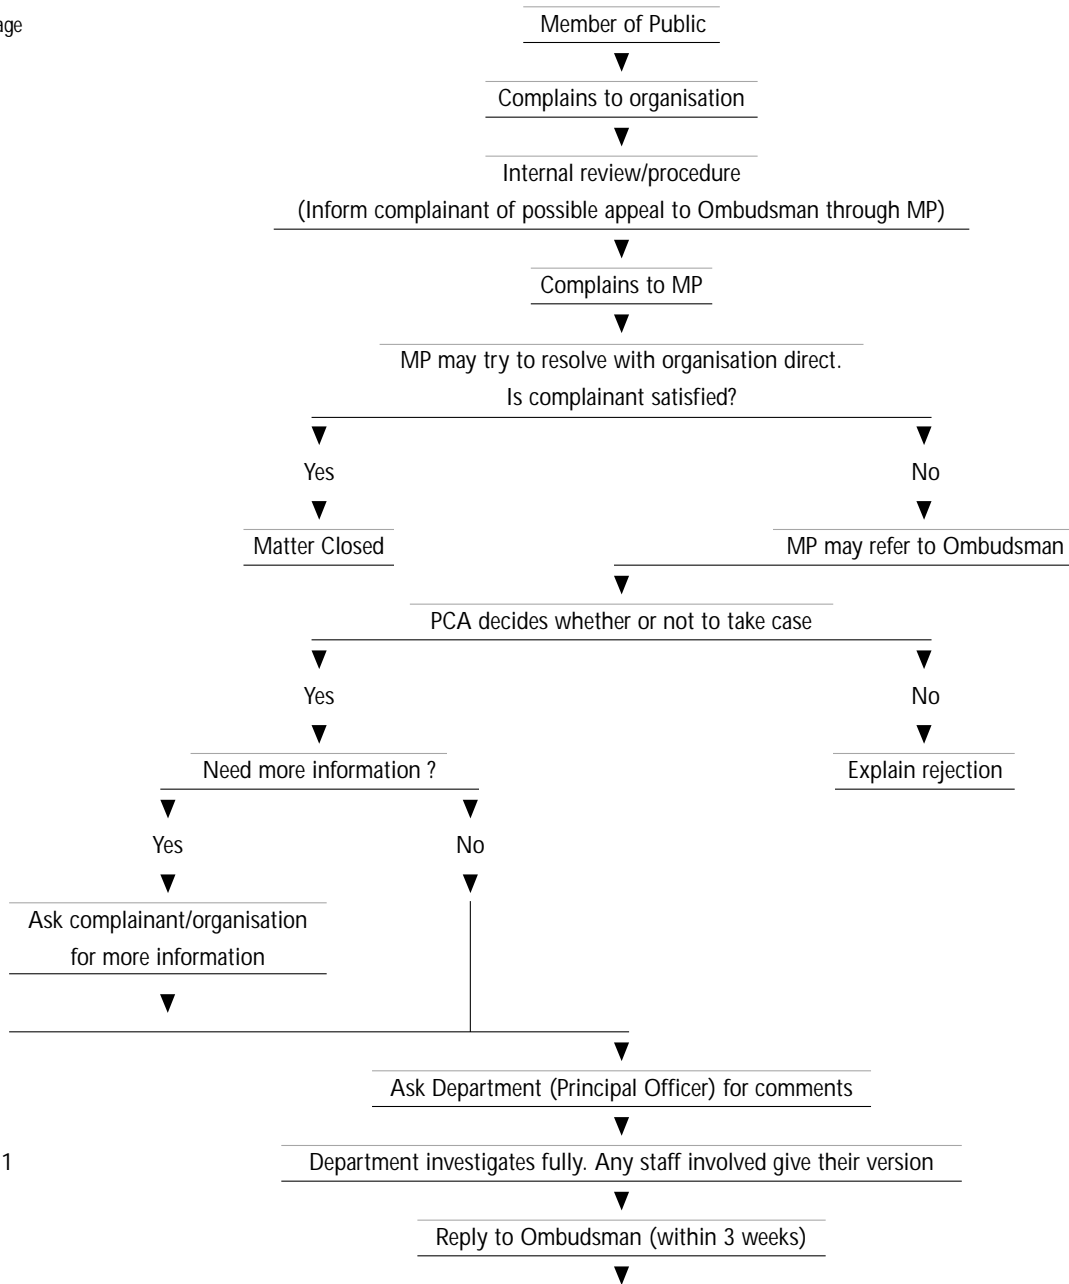 Member of Public
Complains to organisation
Internal review/procedure
(Inform complainant of possible appeal to Ombudsman through MP)
Complains to MP
MP may try to resolve with organisation direct.
Is complainant satisfied?
Yes
No
Matter Closed
MP may refer to Ombudsman
PCA decides whether or not to take case
Yes
No
Need more information ?
Explain rejection
Yes
No
Ask complainant/organisation
for more information
Ask Department (Principal Officer) for comments
1
Department investigates fully. Any staff involved give their version
Reply to Ombudsman (within 3 weeks)